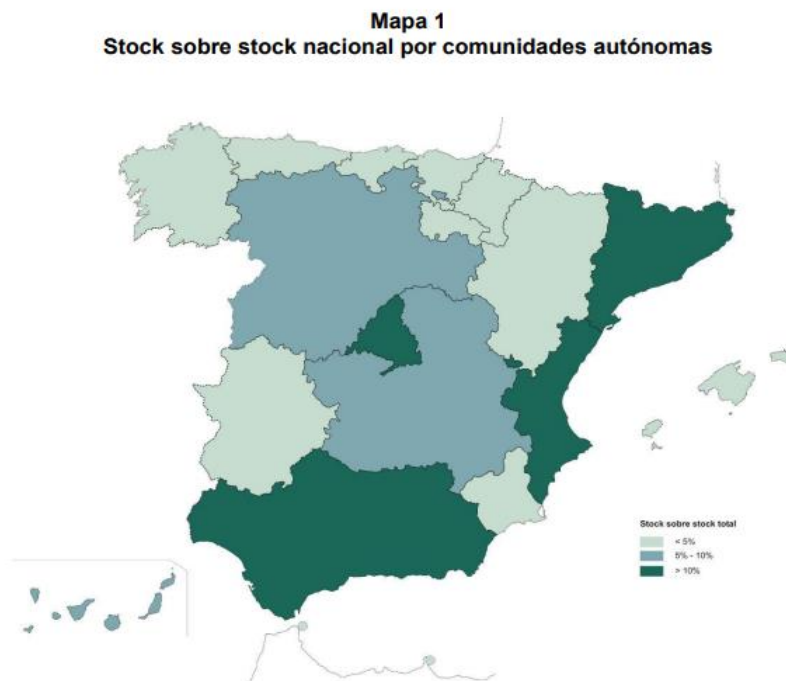 Mapa 1
Stock sobre stock nacional por comunidades autónomas
Stock sobre stock total
< 5%
5% - 10%
> 10%